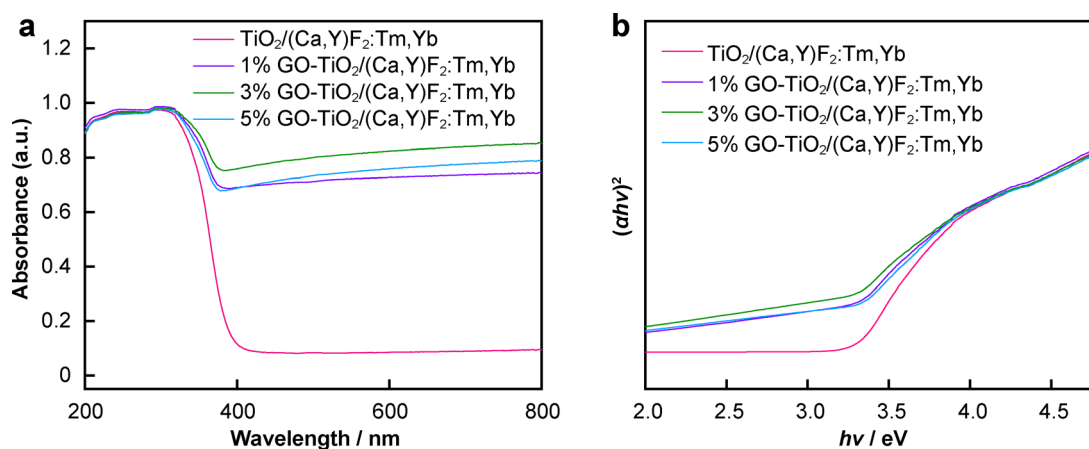 a
1.2
1.0
0.8
0.6
0.4
0.2
0
Absorbance (a.u.)
TiO₂/(Ca,Y)F₂:Tm,Yb
1% GO-TiO₂/(Ca,Y)F₂:Tm,Yb
3% GO-TiO₂/(Ca,Y)F₂:Tm,Yb
5% GO-TiO₂/(Ca,Y)F₂:Tm,Yb
200 400 600 800
Wavelength / nm
b
(αhν)²
TiO₂/(Ca,Y)F₂:Tm,Yb
1% GO-TiO₂/(Ca,Y)F₂:Tm,Yb
3% GO-TiO₂/(Ca,Y)F₂:Tm,Yb
5% GO-TiO₂/(Ca,Y)F₂:Tm,Yb
2.0 2.5 3.0 3.5 4.0 4.5
hν / eV